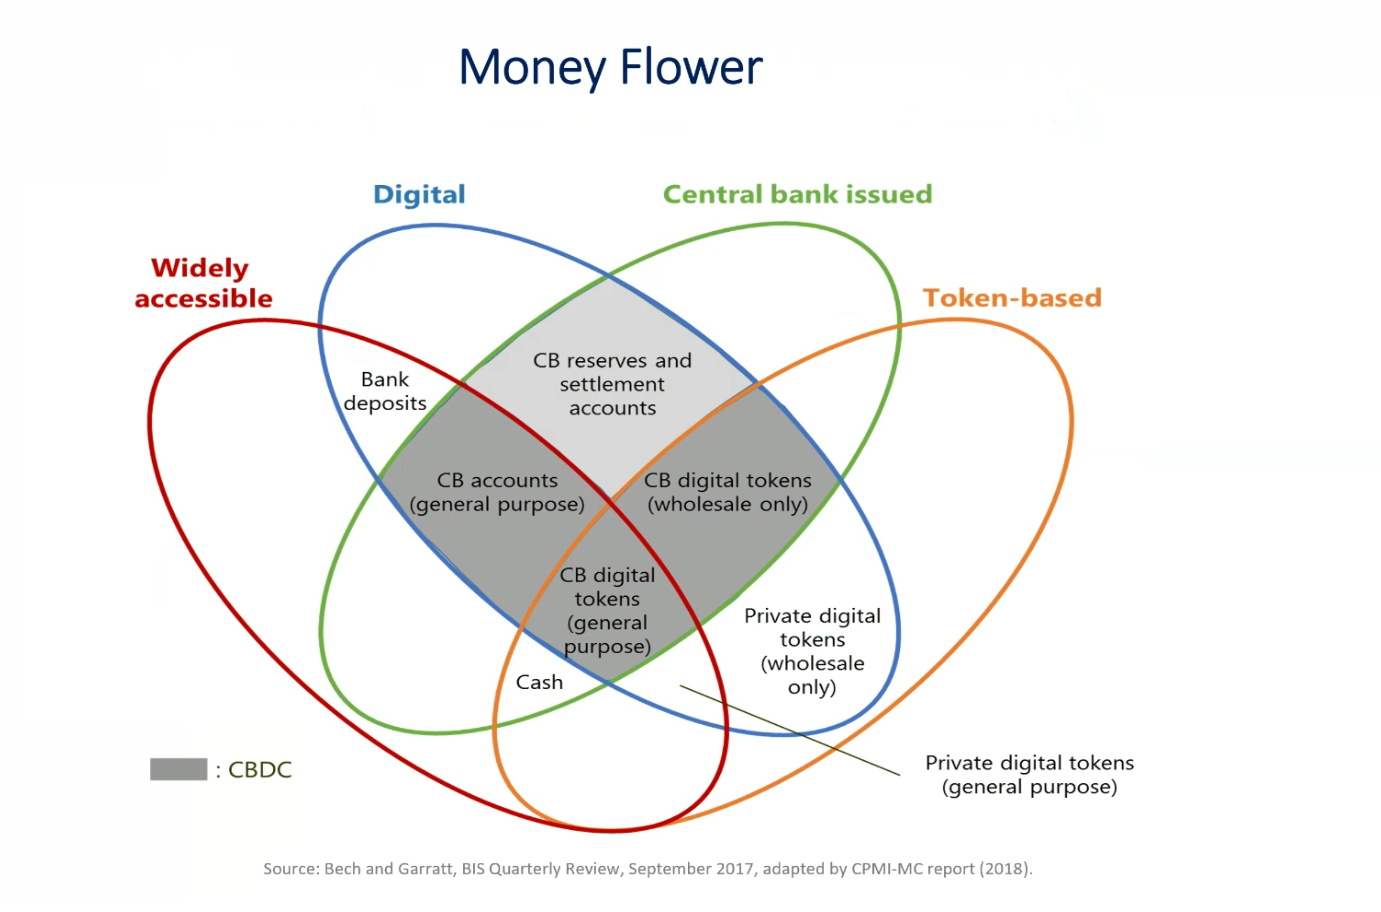 Money Flower
Digital
Central bank issued
Widely
accessible
Token-based
CB reserves and
settlement
accounts
Bank
deposits
CB accounts
(general purpose)
CB digital tokens
(wholesale only)
CB digital
tokens
(general
purpose)
Private digital
tokens
(wholesale
only)
Cash
: CBDC
Private digital tokens
(general purpose)
Source: Bech and Garratt, BIS Quarterly Review, September 2017, adapted by CPMI-MC report (2018).